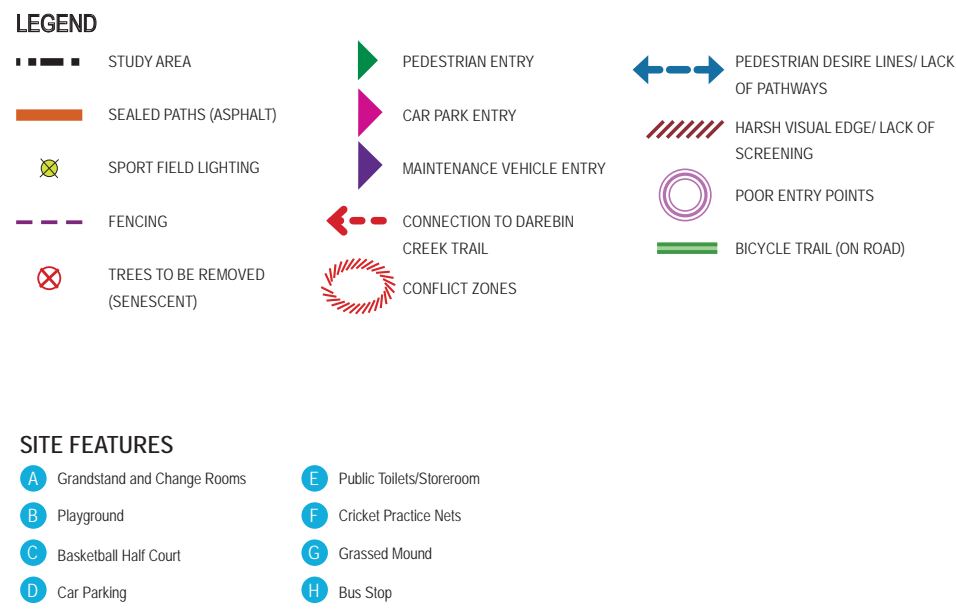 LEGEND
STUDY AREA
SEALED PATHS (ASPHALT)
SPORT FIELD LIGHTING
FENCING
TREES TO BE REMOVED
(SENESCENT)
PEDESTRIAN ENTRY
CAR PARK ENTRY
MAINTENANCE VEHICLE ENTRY
CONNECTION TO DAREBIN
CREEK TRAIL
CONFLICT ZONES
PEDESTRIAN DESIRE LINES/ LACK
OF PATHWAYS
HARSH VISUAL EDGE/ LACK OF
SCREENING
POOR ENTRY POINTS
BICYCLE TRAIL (ON ROAD)
SITE FEATURES
A Grandstand and Change Rooms
B Playground
C Basketball Half Court
D Car Parking
E Public Toilets/Storeroom
F Cricket Practice Nets
G Grassed Mound
H Bus Stop